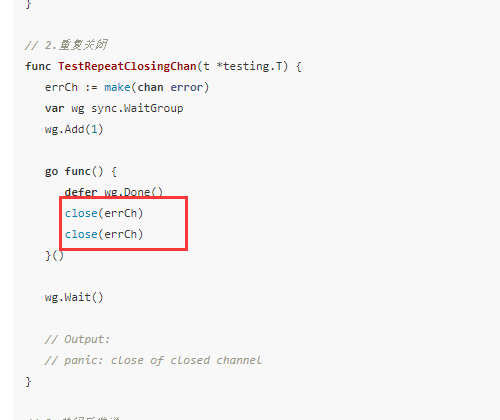 }
// 2.重复关闭
func TestRepeatClosingChan(t *testing.T) {
errCh := make(chan error)
var wg sync.WaitGroup
wg.Add(1)
go func() {
defer wg.Done()
close(errCh)
close(errCh)
}()
wg.Wait()
// Output:
// panic: close of closed channel
}